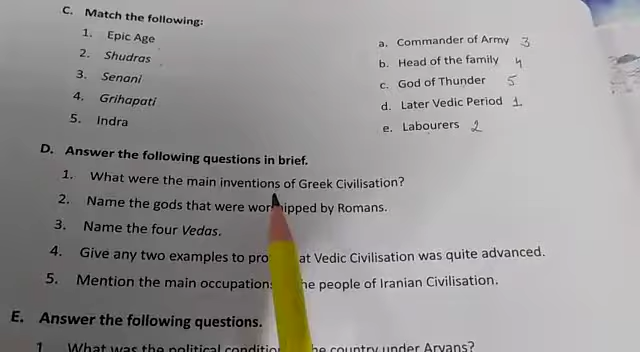 C. Match the following:
1. Epic Age a. Commander of Army 3
2. Shudras b. Head of the family 4
3. Senani c. God of Thunder 5
4. Grihapati d. Later Vedic Period 1
5. Indra e. Labourers 2
D. Answer the following questions in brief.
1. What were the main inventions of Greek Civilisation?
2. Name the gods that were worshipped by Romans.
3. Name the four Vedas.
4. Give any two examples to pro at Vedic Civilisation was quite advanced.
5. Mention the main occupation he people of Iranian Civilisation.
E. Answer the following questions.
1 What was the political conditio he country under Aryans?